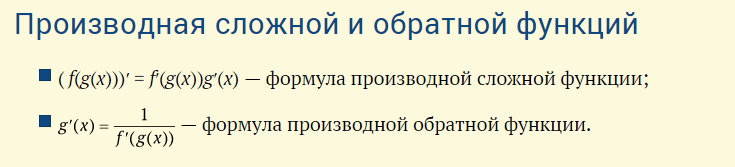 Производная сложной и обратной функций
(f(g(x)))′ = f′(g(x))g′(x) — формула производной сложной функции;
g′(x) = 1/f′(g(x)) — формула производной обратной функции.